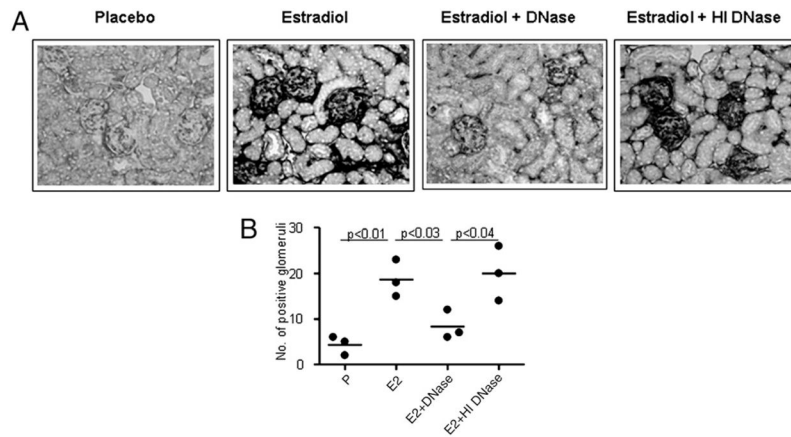 A
Placebo
Estradiol
Estradiol + DNase
Estradiol + HI DNase
B
No. of positive glomeruli
30
20
10
0
p<0.01
p<0.03
p<0.04
P
E2
E2+DNase
E2+HI DNase